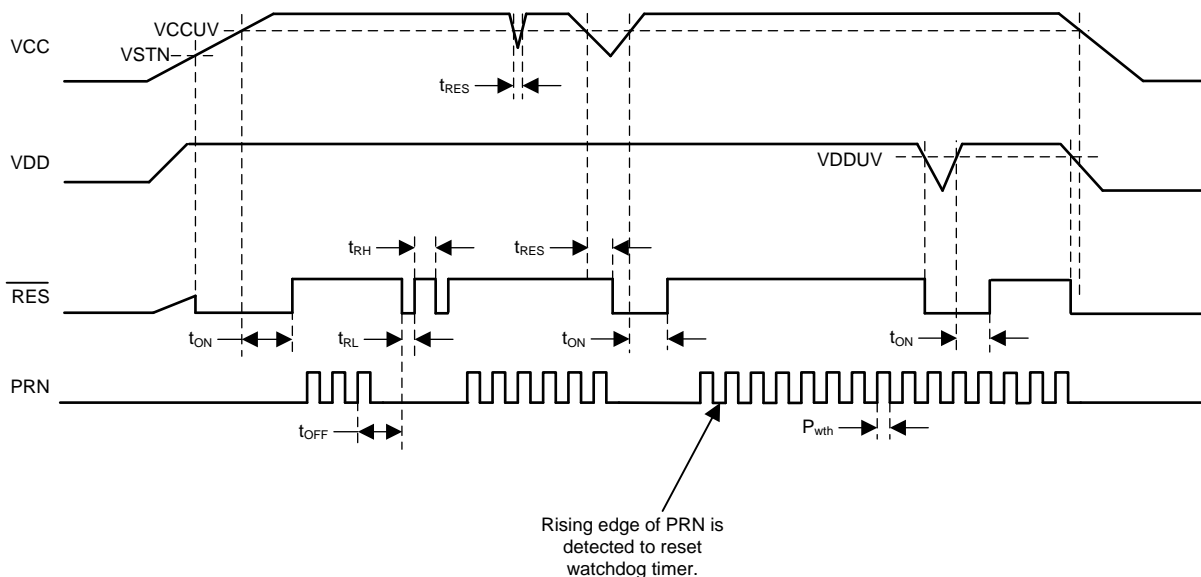 VCCUV
VCC
VSTN
tRES
VDD
VDDUV
tRH
tRES
RES
tON
tRL
tON
tON
PRN
tOFF
Pwth
Rising edge of PRN is
detected to reset
watchdog timer.